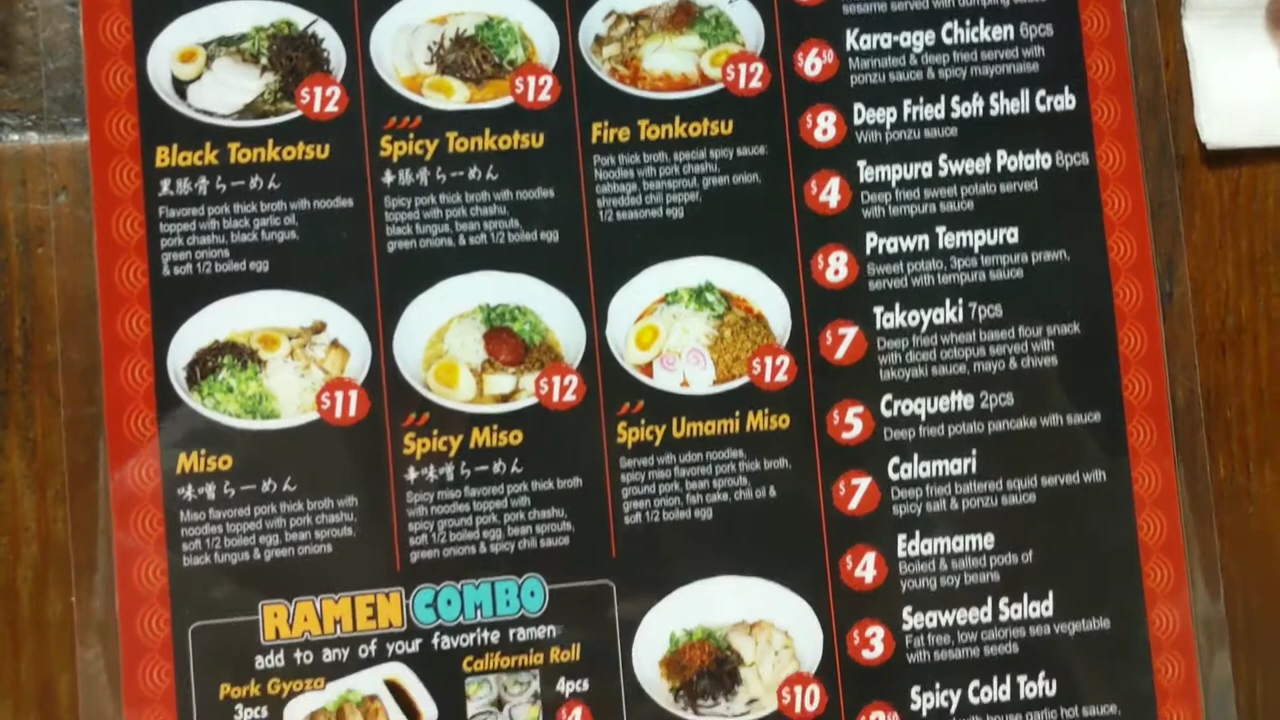 $12
Black Tonkotsu
黒豚骨らーめん
Flavored pork thick broth with noodles
topped with black garlic oil,
pork chashu, black fungus,
green onions
& soft 1/2 boiled egg
$12
Spicy Tonkotsu
辛豚骨らーめん
Spicy pork thick broth with noodles
topped with pork chashu,
black fungus, bean sprouts,
green onions, & soft 1/2 boiled egg
$12
Fire Tonkotsu
Pork thick broth, special spicy sauce:
Noodles with pork chashu,
cabbage, beansprout, green onion,
shredded chili pepper,
1/2 seasoned egg
$11
Miso
味噌らーめん
Miso flavored pork thick broth with
noodles topped with pork chashu,
soft 1/2 boiled egg, bean sprouts,
black fungus & green onions
$12
Spicy Miso
辛味噌らーめん
Spicy miso flavored pork thick broth
with noodles topped with
spicy ground pork, pork chashu,
soft 1/2 boiled egg, bean sprouts,
green onions & spicy chili sauce
$12
Spicy Umami Miso
Served with udon noodles,
spicy miso flavored pork thick broth,
ground pork, bean sprouts,
green onion, fish cake, chili oil &
soft 1/2 boiled egg
RAMEN COMBO
add to any of your favorite ramen
Pork Gyoza
3pcs
California Roll
4pcs
$4
$10
sesame served with dumpling sauce
$6.50 Kara-age Chicken 6pcs
Marinated & deep fried served with
ponzu sauce & spicy mayonnaise
$8 Deep Fried Soft Shell Crab
With ponzu sauce
$4 Tempura Sweet Potato 8pcs
Deep fried sweet potato served
with tempura sauce
$8 Prawn Tempura
Sweet potato, 3pcs tempura prawn,
served with tempura sauce
$7 Takoyaki 7pcs
Deep fried wheat based flour snack
with diced octopus served with
takoyaki sauce, mayo & chives
$5 Croquette 2pcs
Deep fried potato pancake with sauce
$7 Calamari
Deep fried battered squid served with
spicy salt & ponzu sauce
$4 Edamame
Boiled & salted pods of
young soy beans
$3 Seaweed Salad
Fat free, low calories sea vegetable
with sesame seeds
Spicy Cold Tofu
with house garlic hot sauce,